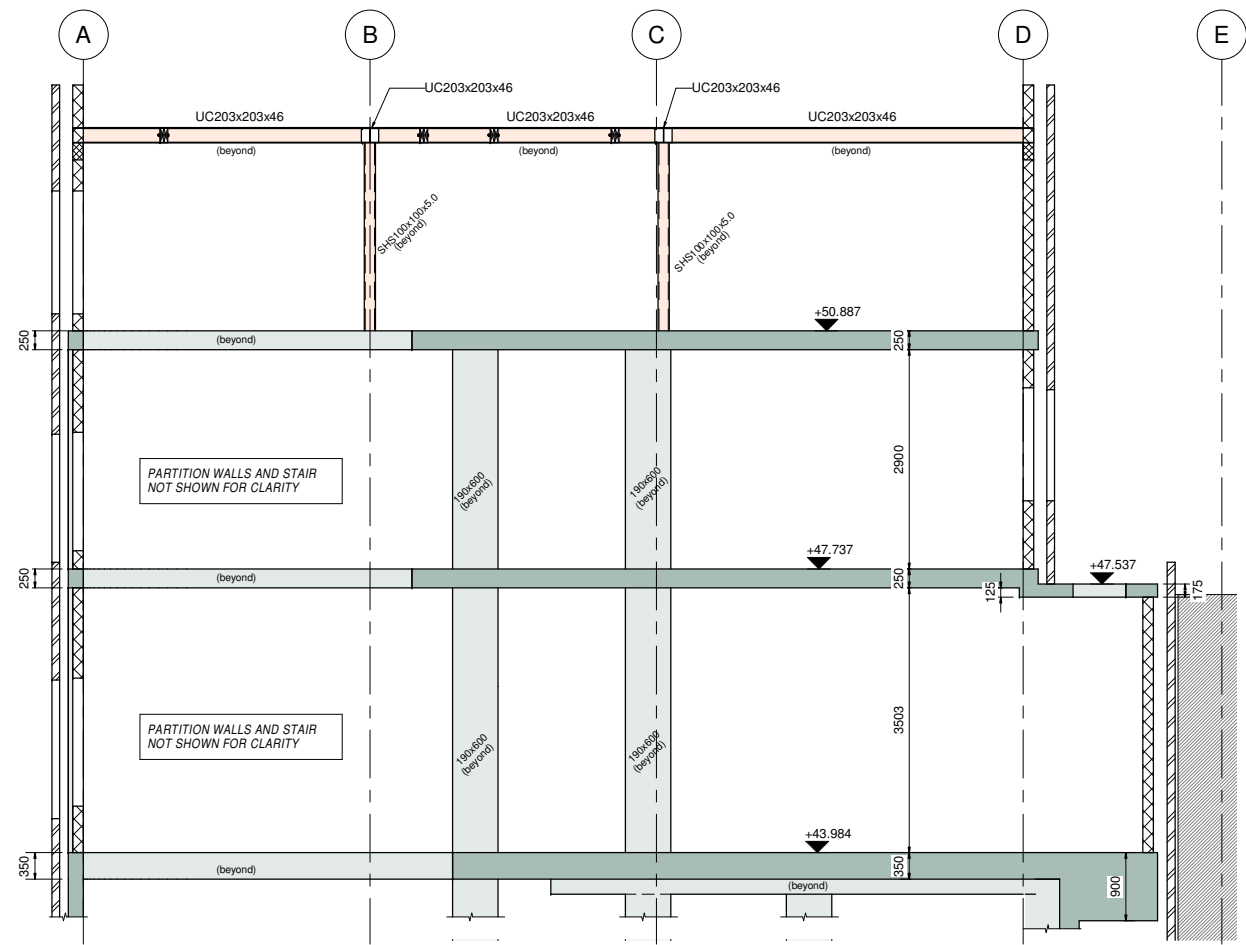 A
B
C
D
E
UC203x203x46
UC203x203x46
UC203x203x46
UC203x203x46
UC203x203x46
(beyond)
(beyond)
(beyond)
SHS100x100x5.0
(beyond)
SHS100x100x5.0
(beyond)
+50.887
250
(beyond)
250
2900
PARTITION WALLS AND STAIR
NOT SHOWN FOR CLARITY
190x600
(beyond)
190x600
(beyond)
+47.737
+47.537
250
(beyond)
250
125
175
3503
PARTITION WALLS AND STAIR
NOT SHOWN FOR CLARITY
190x600
(beyond)
190x600
(beyond)
+43.984
350
(beyond)
350
(beyond)
900